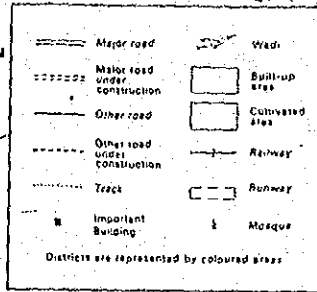 Major road
Major road
under
construction
Other road
Other road
under
construction
Track
Important
Building
Wadi
Built-up
area
Cultivated
area
Railway
Runway
Mosque
Districts are represented by coloured areas